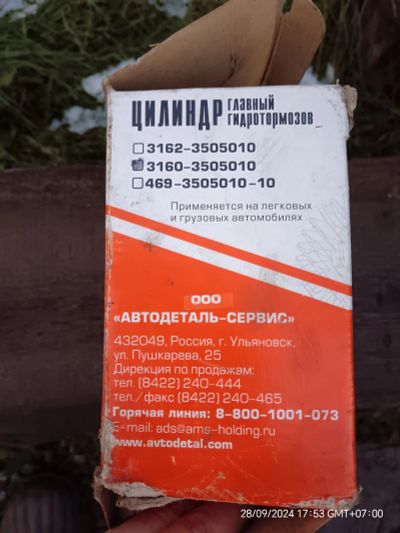 ЦИЛИНДР ГЛАВНЫЙ ГИДРОТОРМОЗОВ
3162-3505010
3160-3505010
469-3505010-10
Применяется на легковых
и грузовых автомобилях
ООО
«АВТОДЕТАЛЬ-СЕРВИС»
432049, Россия, г. Ульяновск,
ул. Пушкарева, 25
Дирекция по продажам:
тел. (8422) 240-444
тел./факс (8422) 240-465
Горячая линия: 8-800-1001-073
E-mail: ads@ams-holding.ru
www.avtodetal.com
28/09/2024 17:53 GMT+07:00